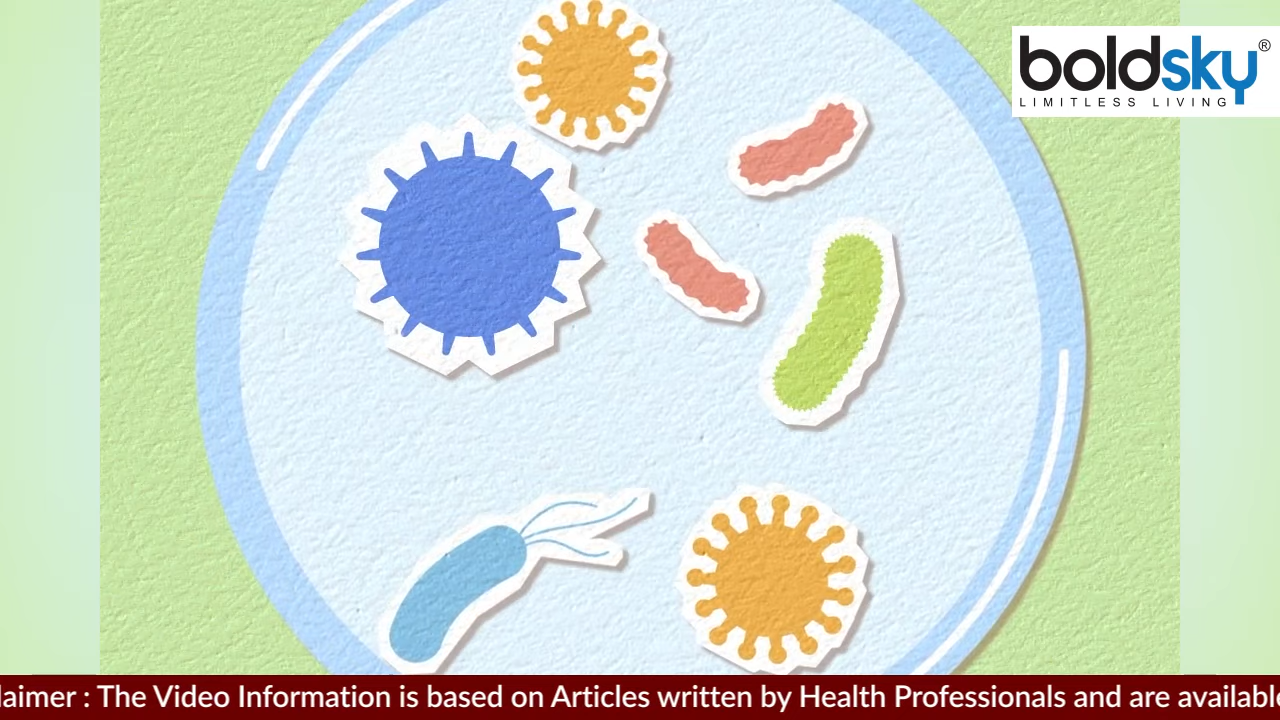 boldsky®
LIMITLESS LIVING
laimer : The Video Information is based on Articles written by Health Professionals and are available